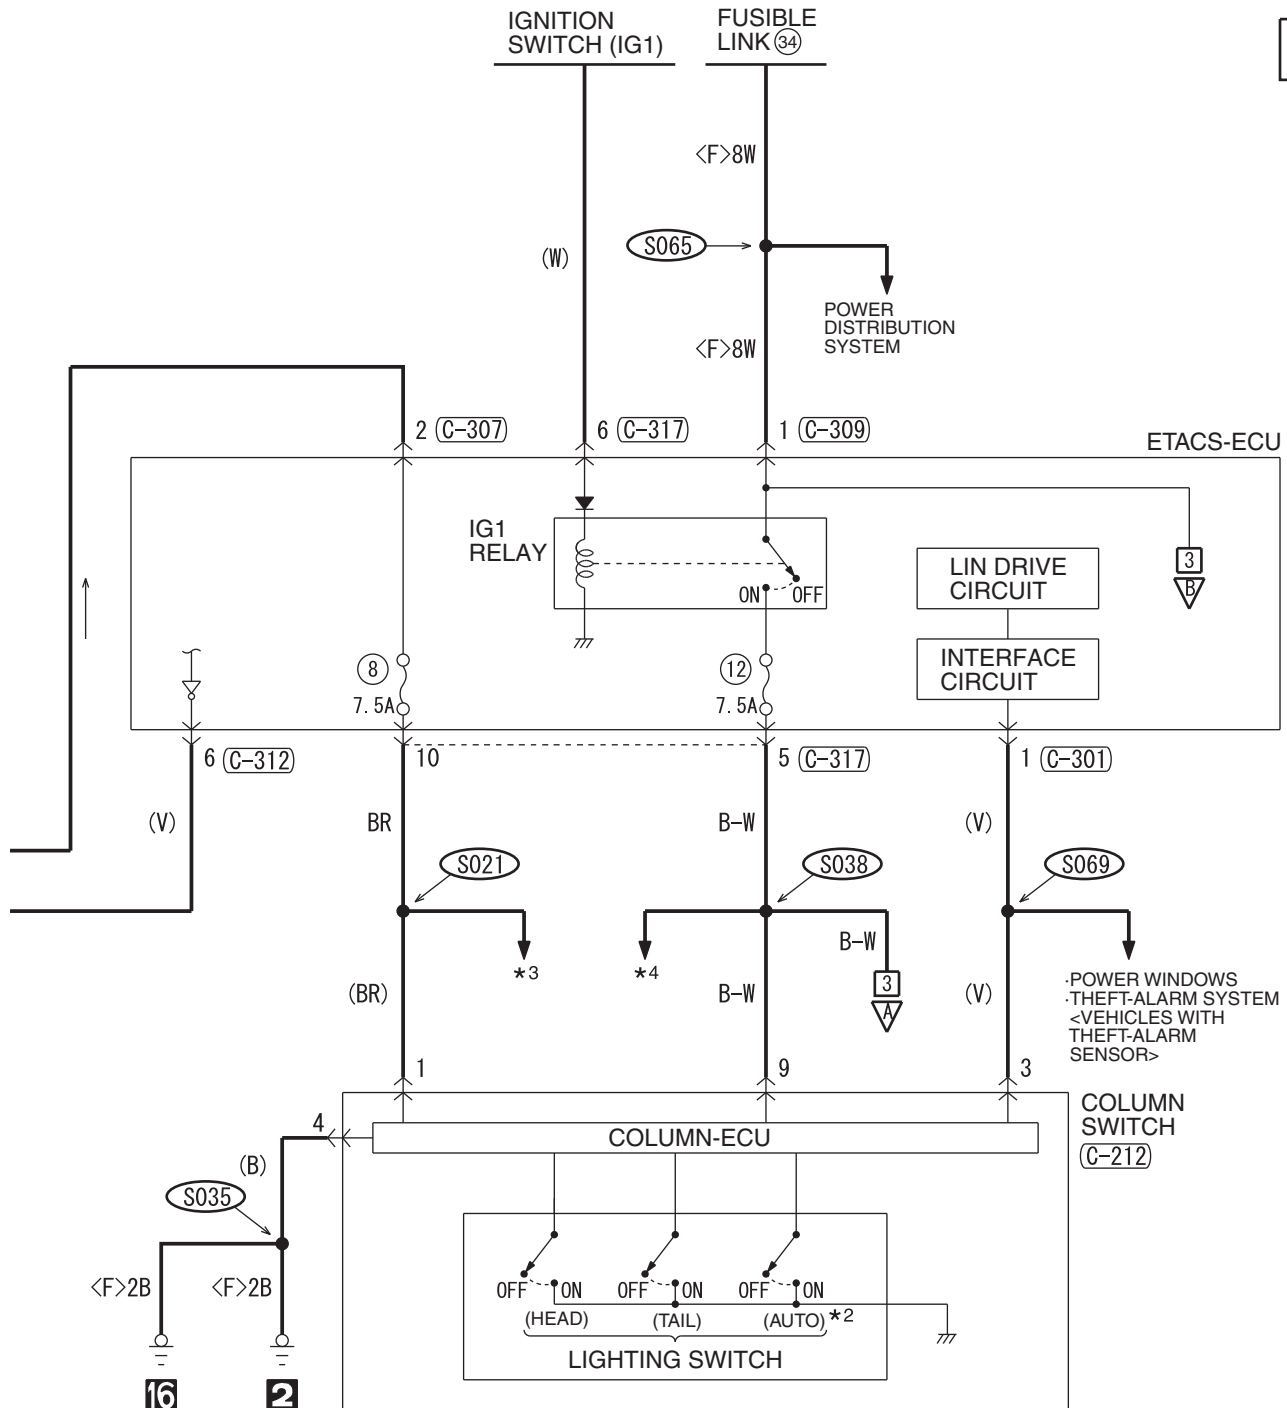 IGNITION
SWITCH (IG1)
FUSIBLE
LINK 34
<F>8W
S065
(W)
POWER
DISTRIBUTION
SYSTEM
<F>8W
2 (C-307)
6 (C-317)
1 (C-309)
ETACS-ECU
IG1
RELAY
ON
OFF
LIN DRIVE
CIRCUIT
3
B
INTERFACE
CIRCUIT
8
7.5A
12
7.5A
6 (C-312)
10
5 (C-317)
1 (C-301)
(V)
BR
B-W
(V)
S021
S038
S069
B-W
*3
*4
(BR)
B-W
3
A
(V)
·POWER WINDOWS
·THEFT-ALARM SYSTEM
<VEHICLES WITH
THEFT-ALARM
SENSOR>
1
9
3
COLUMN
SWITCH
(C-212)
4
COLUMN-ECU
(B)
S035
<F>2B
<F>2B
OFF ON
OFF ON
OFF ON
(HEAD)
(TAIL)
(AUTO) *2
LIGHTING SWITCH
16
2